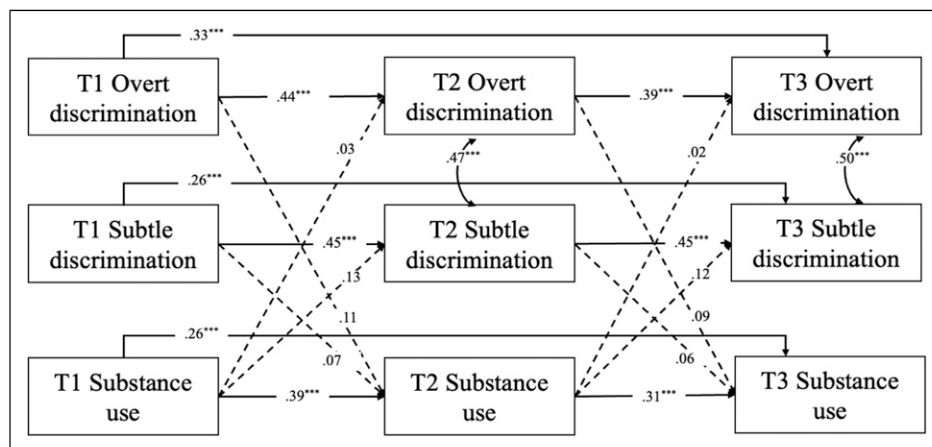 .33***
T1 Overt
discrimination
.44***
T2 Overt
discrimination
.39***
T3 Overt
discrimination
.03
.02
.47***
.50***
.26***
T1 Subtle
discrimination
.45***
T2 Subtle
discrimination
.45***
T3 Subtle
discrimination
.13
.12
.11
.09
.26***
.07
.06
T1 Substance
use
.39***
T2 Substance
use
.31***
T3 Substance
use